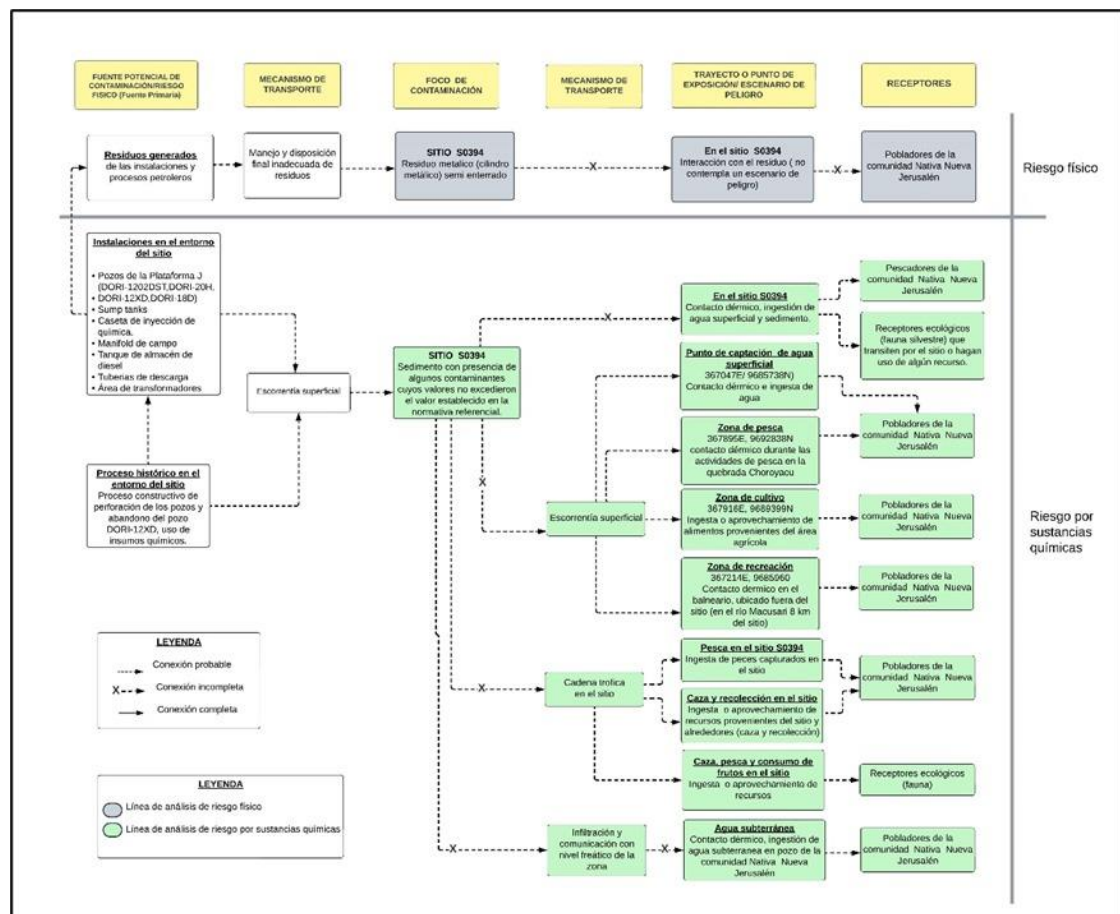 FUENTE POTENCIAL DE
CONTAMINACIÓN/RIESGO
FISICO (Fuente Primaria)
MECANISMO DE
TRANSPORTE
FOCO DE
CONTAMINACIÓN
MECANISMO DE
TRANSPORTE
TRAYECTO O PUNTO DE
EXPOSICIÓN/ ESCENARIO DE
PELIGRO
RECEPTORES
Residuos generados
de las instalaciones y
procesos petroleros
Manejo y disposición
final inadecuada de
residuos
SITIO S0394
Residuo metalico (cilindro
metálico) semi enterrado
X
En el sitio S0394
Interacción con el residuo ( no
contempla un escenario de
peligro)
X
Pobladores de la
comunidad Nativa Nueva
Jerusalén
Riesgo físico
Instalaciones en el entorno
del sitio
• Pozos de la Plataforma J
(DORI-1202DST,DORI-20H,
• DORI-12XD,DORI-18D)
• Sump tanks
• Caseta de inyección de
química.
• Manifold de campo
• Tanque de almacén de
diesel
• Tuberias de descarga
• Área de transformadores
Proceso histórico en el
entorno del sitio
Proceso constructivo de
perforación de los pozos y
abandono del pozo
DORI-12XD, uso de
insumos químicos.
Escorrentía superficial
SITIO S0394
Sedimento con presencia de
algunos contaminantes
cuyos valores no excedieron
el valor establecido en la
normativa referencial.
X
X
X
X
Escorrentía superficial
Cadena trofica
en el sitio
Infiltración y
comunicación con
nivel freático de la
zona
X
En el sitio S0394
Contacto dérmico, ingestión de
agua superficial y sedimento.
Punto de captación de agua
superficial
367047E/ 9685738N)
Contacto dérmico e ingesta de
agua
Zona de pesca
367895E, 9692838N
contacto dérmico durante las
actividades de pesca en la
quebrada Choroyacu
Zona de cultivo
367916E, 9689399N
Ingesta o aprovechamiento de
alimentos provenientes del área
agrícola
Zona de recreación
367214E, 9685960
Contacto dermico en el
balneario, ubicado fuera del
sitio (en el río Macusari 8 km
del sitio)
Pesca en el sitio S0394
Ingesta de peces capturados en
el sitio
Caza y recolección en el sitio
Ingesta o aprovechamiento de
recursos provenientes del sitio y
alrededores (caza y recolección)
Caza, pesca y consumo de
frutos en el sitio
Ingesta o aprovechamiento de
recursos
Agua subterránea
Contacto dérmico, ingestión de
agua subterranea en pozo de la
comunidad Nativa Nueva
Jerusalén
Pescadores de la
comunidad Nativa Nueva
Jerusalén
Receptores ecológicos
(fauna silvestre) que
transiten por el sitio o hagan
uso de algún recurso.
Pobladores de la
comunidad Nativa Nueva
Jerusalén
Pobladores de la
comunidad Nativa Nueva
Jerusalén
Pobladores de la
comunidad Nativa Nueva
Jerusalén
Pobladores de la
comunidad Nativa Nueva
Jerusalén
Receptores ecológicos
(fauna)
Pobladores de la
comunidad Nativa Nueva
Jerusalén
Riesgo por
sustancias
químicas
LEYENDA
Conexión probable
X Conexión incompleta
Conexión completa
LEYENDA
Línea de análisis de riesgo físico
Línea de análisis de riesgo por sustancias químicas